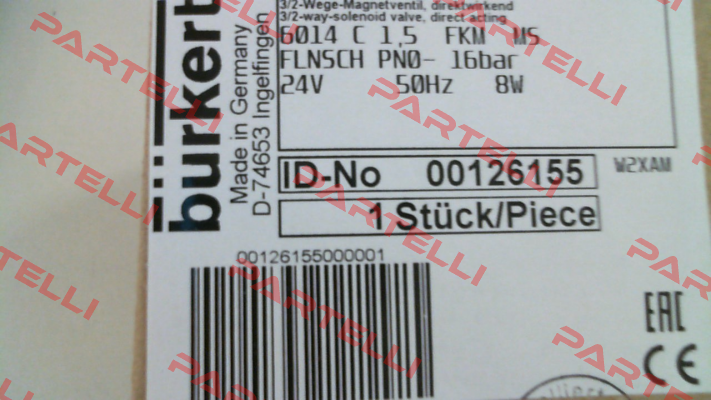 3/2-Wege-Magnetventil, direktwirkend
3/2-way-solenoid valve, direct acting
6014 C 1,5 FKM MS
FLNSCH PN0- 16bar
24V 50Hz 8W
bürkert
Made in Germany
D-74653 Ingelfingen
ID-No 00126155
W2XAM
1 Stück/Piece
00126155000001
EAC
CE
PARTELLI
PARTELLI
PARTELLI
PARTELLI
PARTELLI
PARTELLI
PARTELLI